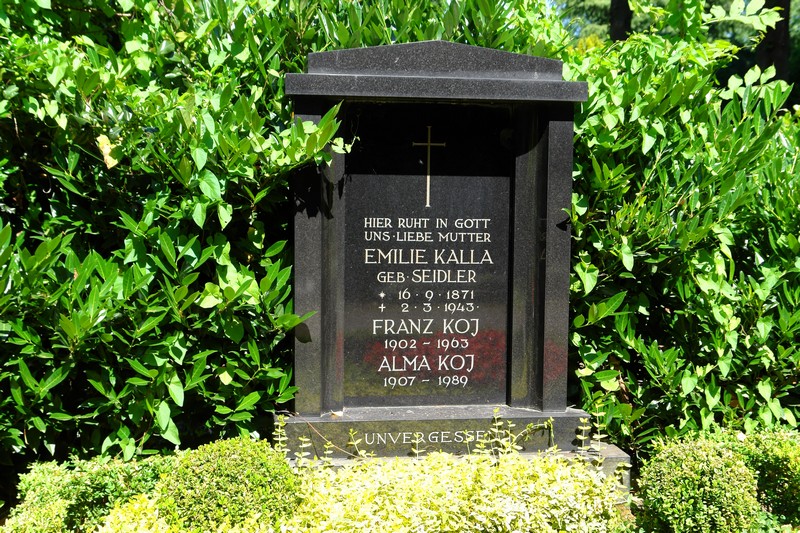 HIER RUHT IN GOTT
UNS·LIEBE MUTTER
EMILIE KALLA
GEB·SEIDLER
✶ 16·9·1871
✝ 2·3·1943·
FRANZ KOJ
1902 – 1963
ALMA KOJ
1907 – 1989
UNVERGESSEN